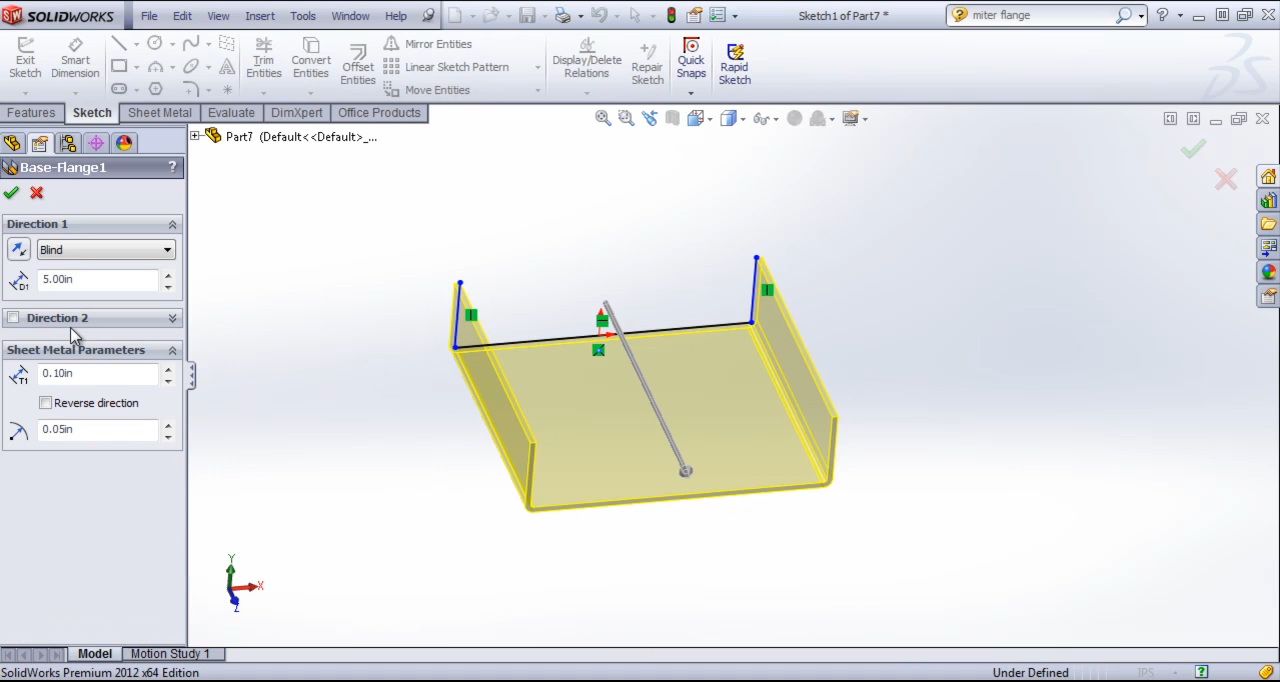 SOLIDWORKS File Edit View Insert Tools Window Help Sketch1 of Part7 * miter flange
Exit Sketch
Smart Dimension
Trim Entities
Convert Entities
Offset Entities
Mirror Entities
Linear Sketch Pattern
Move Entities
Display/Delete Relations
Repair Sketch
Quick Snaps
Rapid Sketch
Features Sketch Sheet Metal Evaluate DimXpert Office Products
Part7 (Default<<Default>_...
Base-Flange1 ?
Direction 1
Blind
D1 5.00in
Direction 2
Sheet Metal Parameters
T1 0.10in
Reverse direction
0.05in
Y
X
Z
Model Motion Study 1
SolidWorks Premium 2012 x64 Edition Under Defined IPS ?